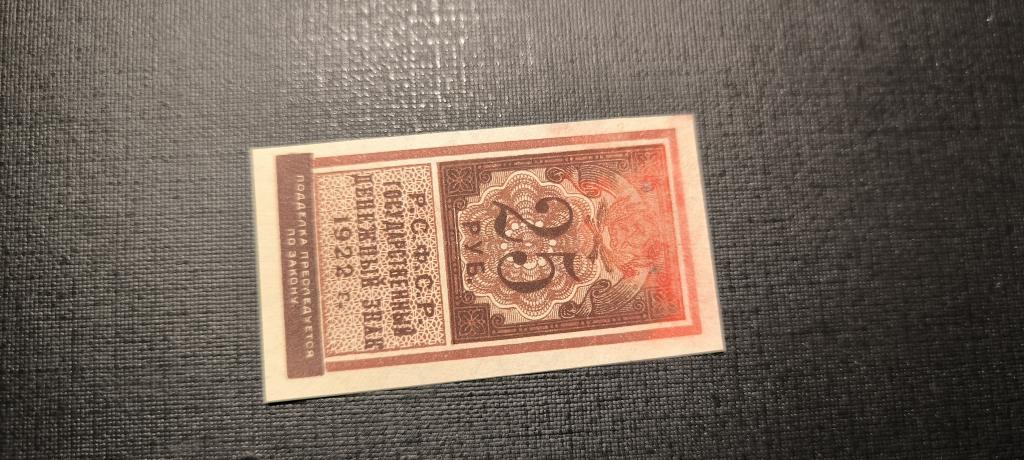 25
РУБ
Р.С.Ф.С.Р.
ГОСУДАРСТВЕННЫЙ
ДЕНЕЖНЫЙ ЗНАК
1922 г.
ПОДДЕЛКА ПРЕСЛЕДУЕТСЯ
ПО ЗАКОНУ